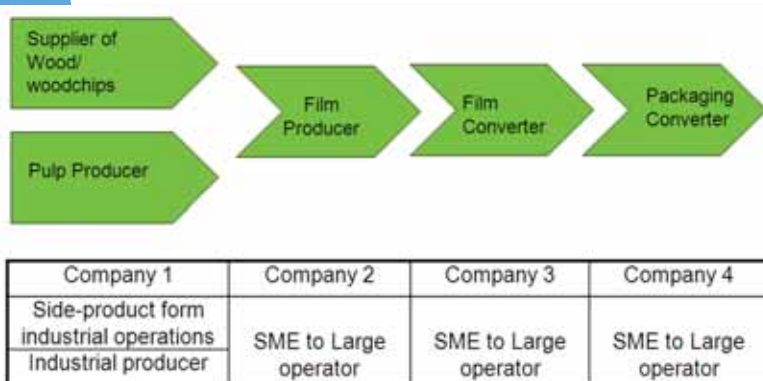 Supplier of
Wood/
woodchips
Pulp Producer
Film
Producer
Film
Converter
Packaging
Converter
Company 1
Company 2
Company 3
Company 4
Side-product form
industrial operations
Industrial producer
SME to Large
operator
SME to Large
operator
SME to Large
operator